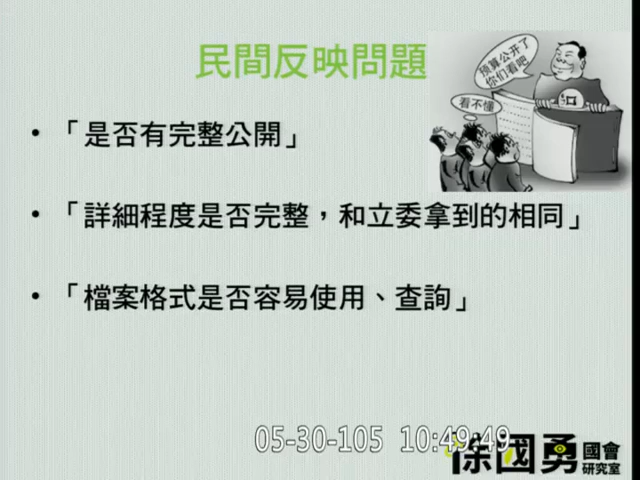 民間反映問題
预算公开了
你们看吧
看不懂
• 「是否有完整公開」
• 「詳細程度是否完整，和立委拿到的相同」
• 「檔案格式是否容易使用、查詢」
05-30-105 10:49:49
徐國勇 國會
研究室